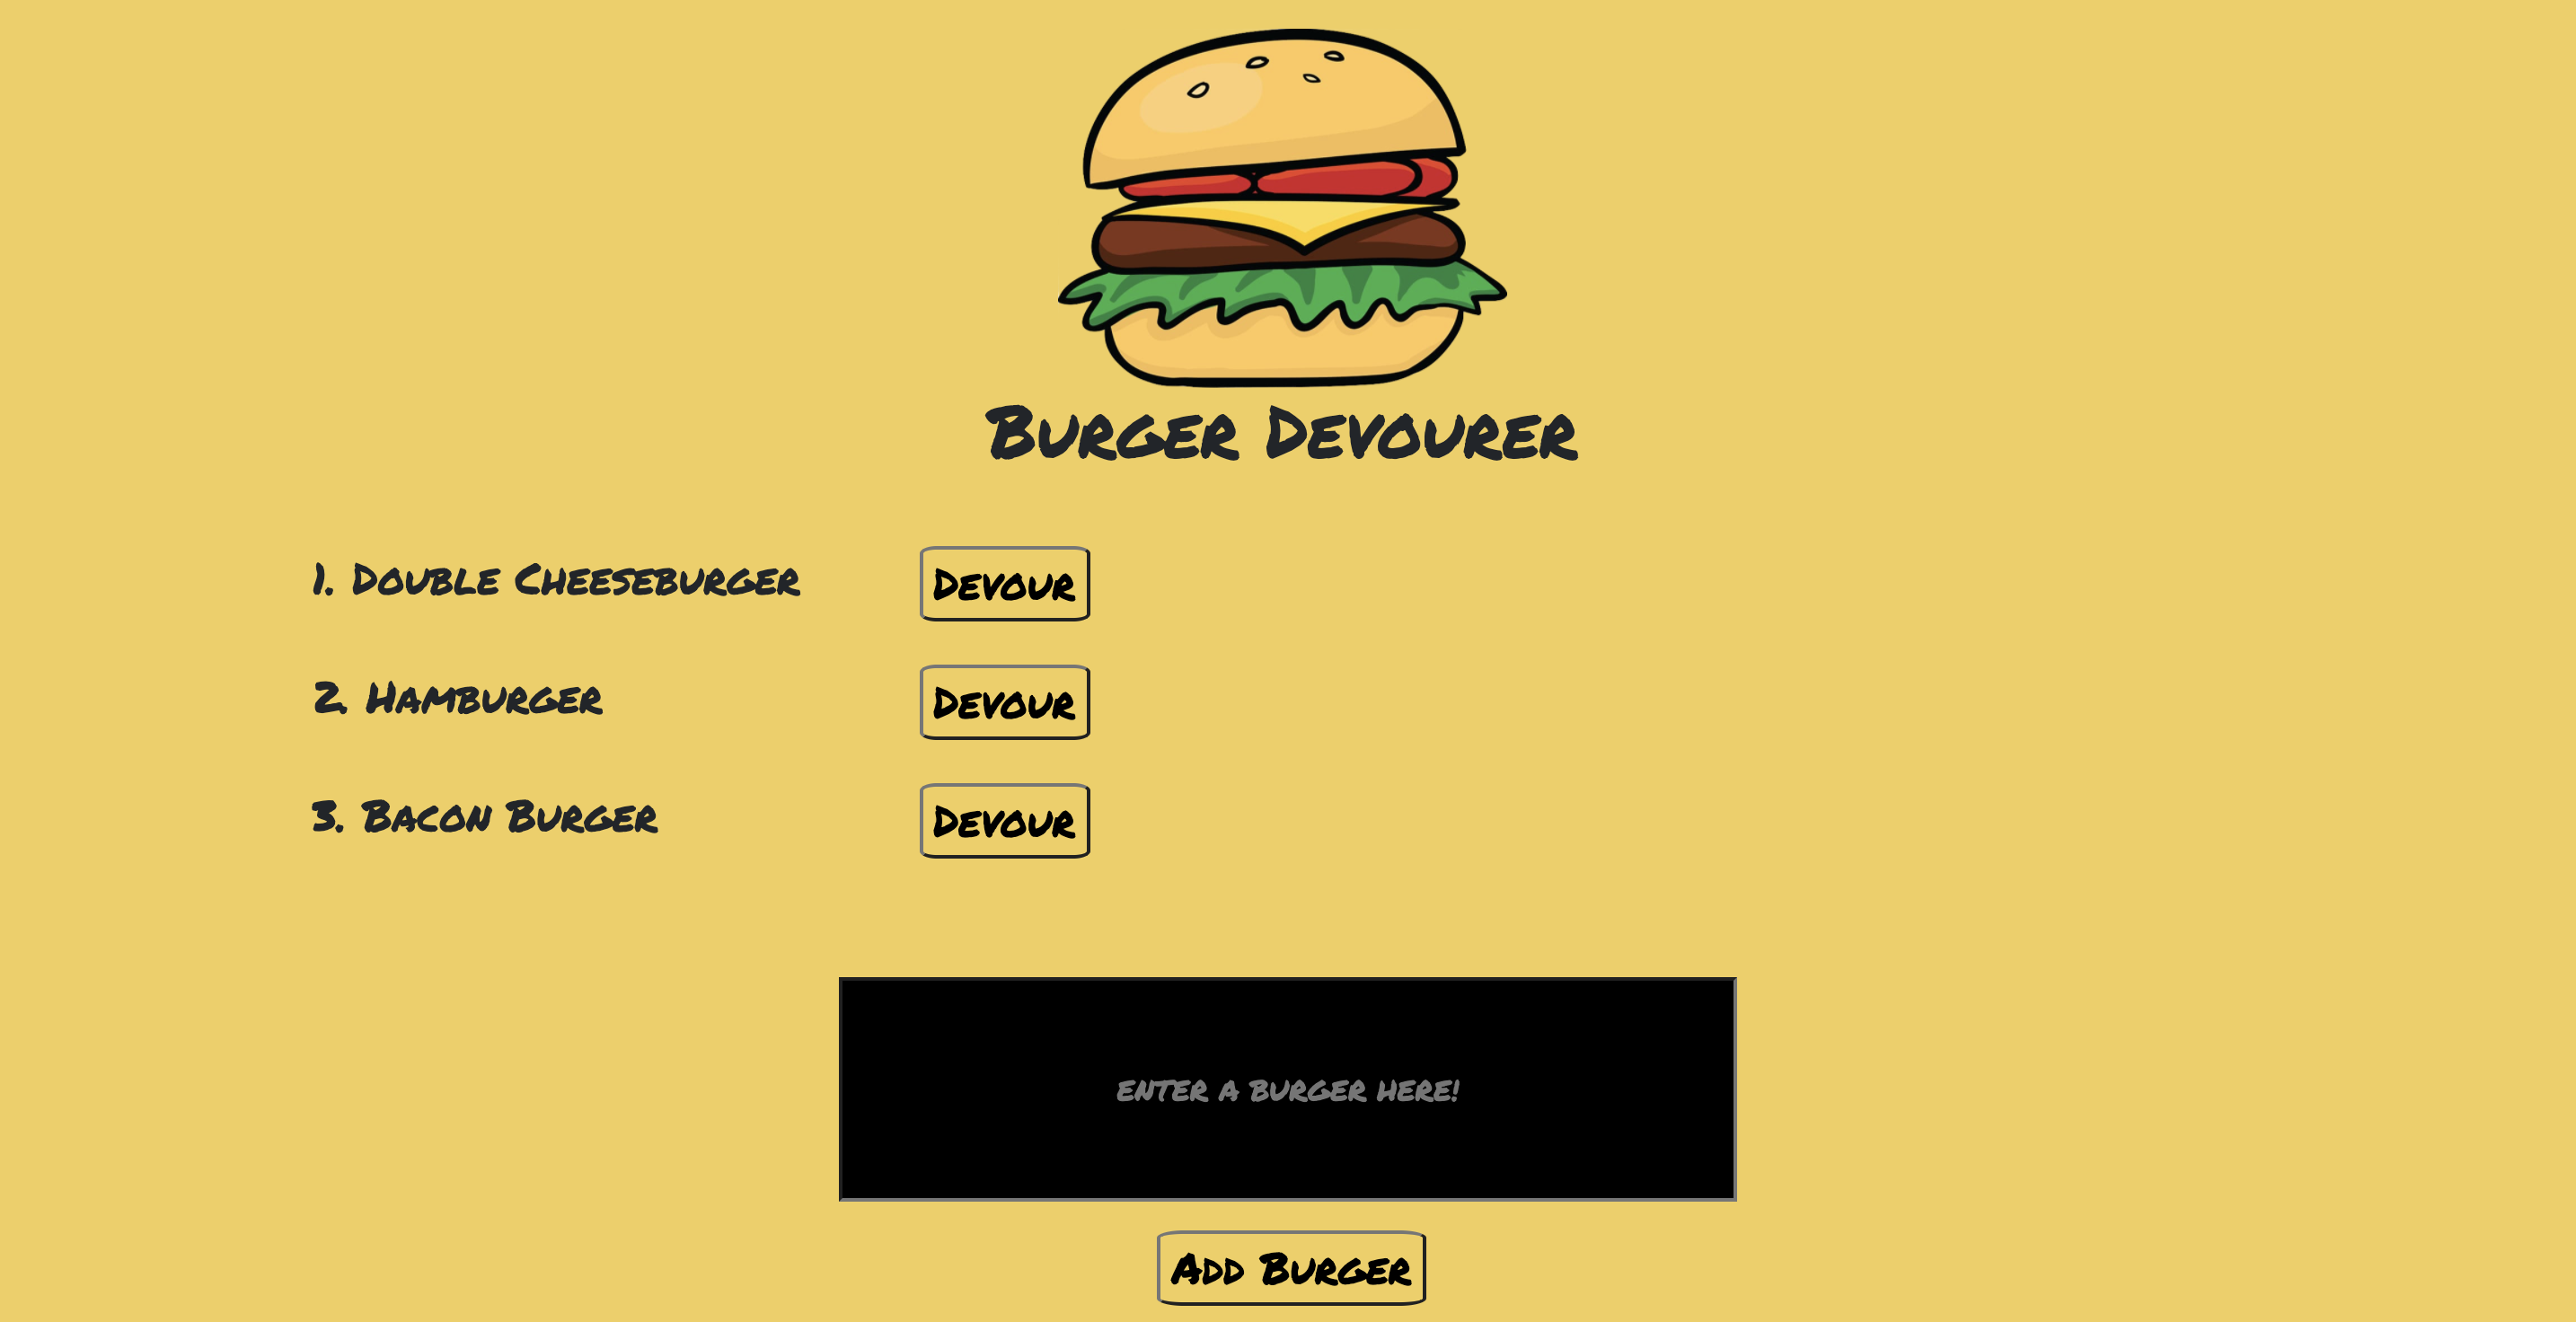 Burger Devourer
1. Double Cheeseburger Devour
2. Hamburger Devour
3. Bacon Burger Devour
enter a burger here!
Add Burger